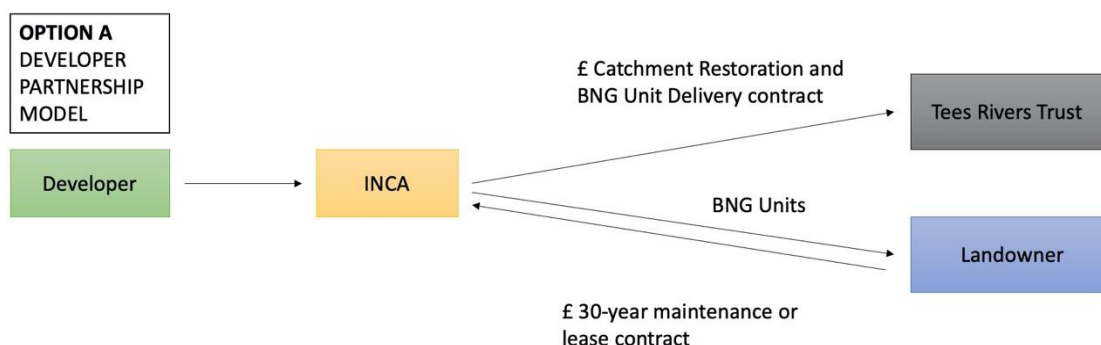 OPTION A
DEVELOPER
PARTNERSHIP
MODEL
Developer
INCA
£ Catchment Restoration and
BNG Unit Delivery contract
Tees Rivers Trust
BNG Units
Landowner
£ 30-year maintenance or
lease contract